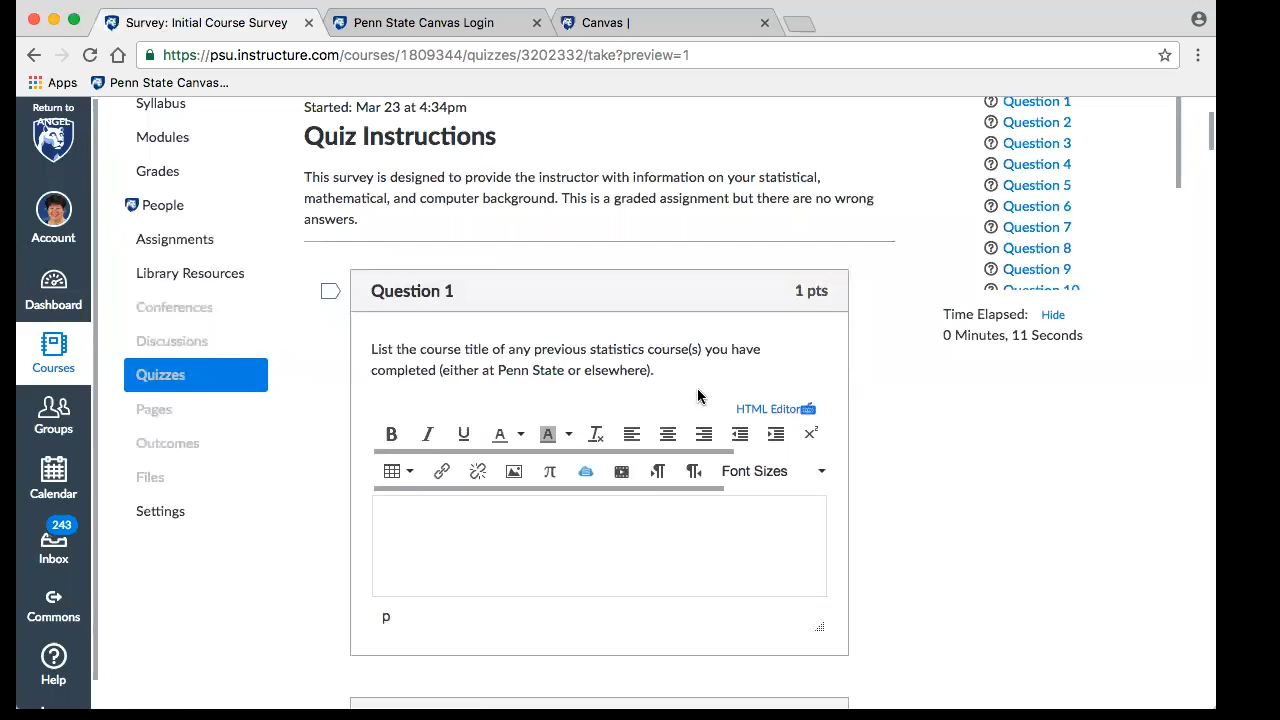 Survey: Initial Course Survey
Penn State Canvas Login
Canvas |
https://psu.instructure.com/courses/1809344/quizzes/3202332/take?preview=1
Apps
Penn State Canvas...
Return to
ANGEL
Account
Dashboard
Courses
Groups
Calendar
243
Inbox
Commons
Help
Syllabus
Modules
Grades
People
Assignments
Library Resources
Conferences
Discussions
Quizzes
Pages
Outcomes
Files
Settings
Started: Mar 23 at 4:34pm
Quiz Instructions
This survey is designed to provide the instructor with information on your statistical,
mathematical, and computer background. This is a graded assignment but there are no wrong
answers.
Question 1
1 pts
List the course title of any previous statistics course(s) you have
completed (either at Penn State or elsewhere).
HTML Editor
B I U A A Tx x²
π Font Sizes
p
Question 1
Question 2
Question 3
Question 4
Question 5
Question 6
Question 7
Question 8
Question 9
Question 10
Time Elapsed: Hide
0 Minutes, 11 Seconds